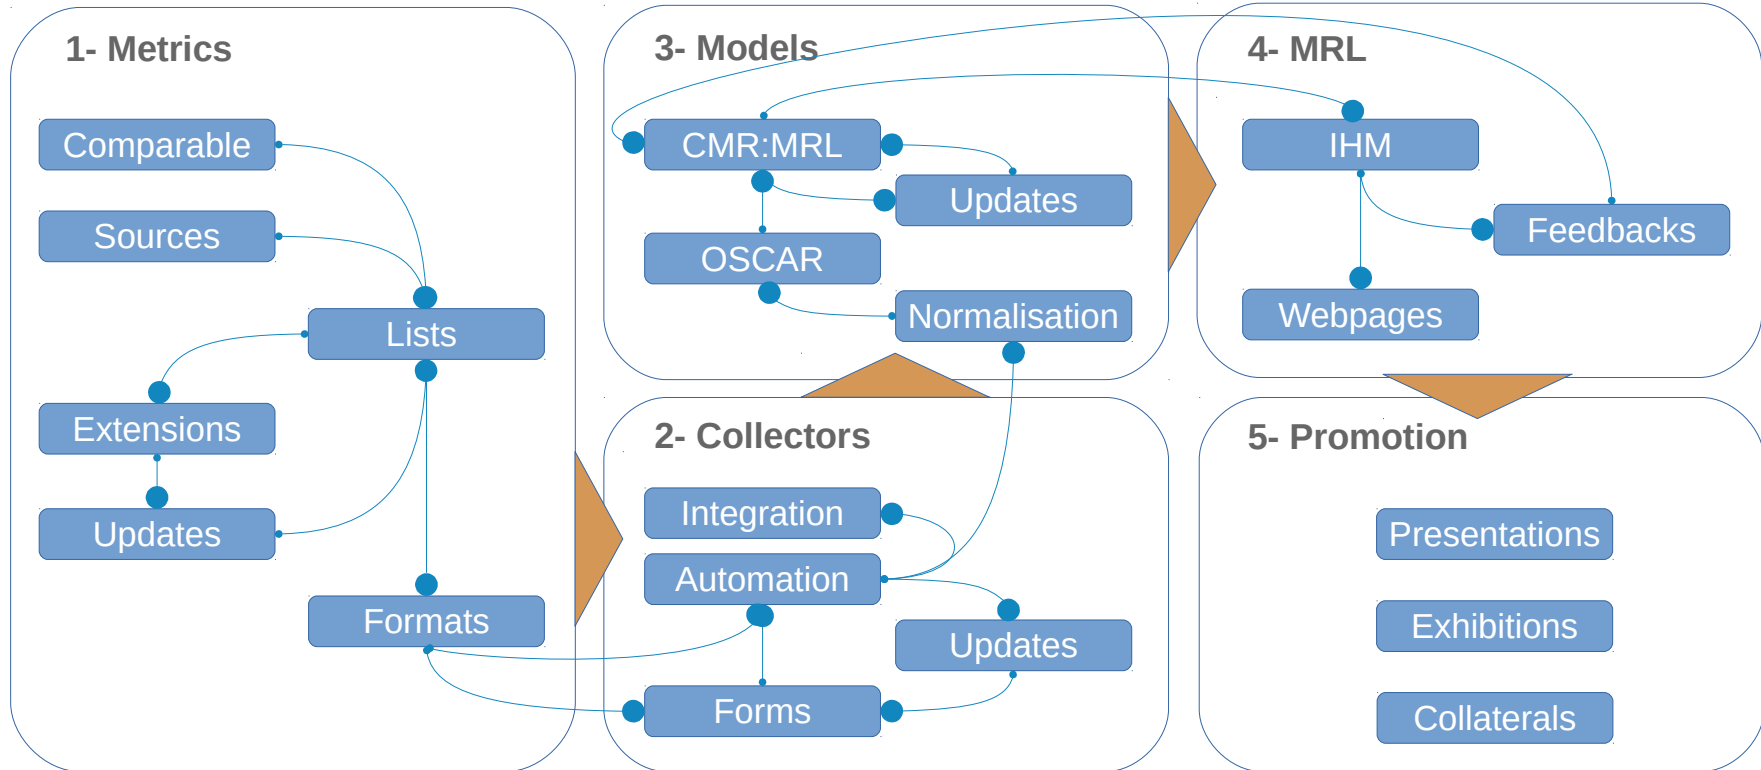 1- Metrics
Comparable
Sources
Lists
Extensions
Updates
Formats
2- Collectors
Integration
Automation
Updates
Forms
3- Models
CMR:MRL
Updates
OSCAR
Normalisation
4- MRL
IHM
Feedbacks
Webpages
5- Promotion
Presentations
Exhibitions
Collaterals